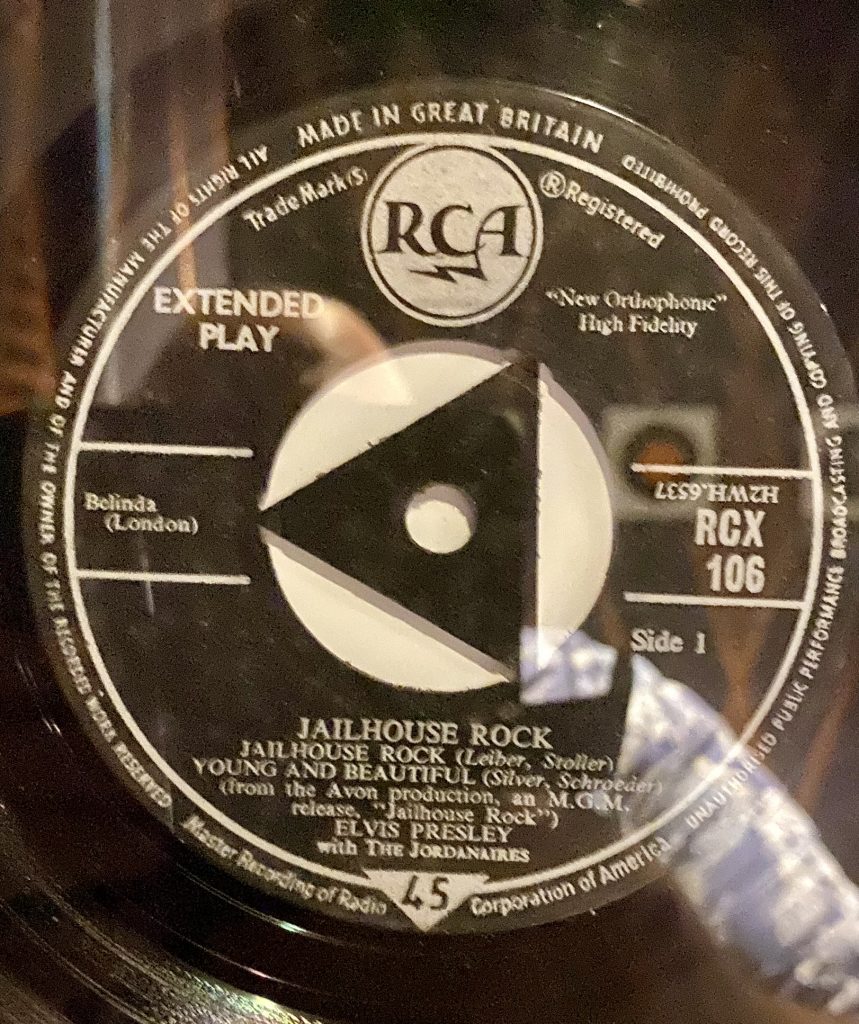 MADE IN GREAT BRITAIN
ALL RIGHTS OF THE MANUFACTURER AND OF THE OWNER OF THE RECORDED WORK RESERVED
UNAUTHORISED PUBLIC PERFORMANCE BROADCASTING AND COPYING OF THIS RECORD PROHIBITED
Trade Mark(s)
RCA
®Registered
EXTENDED
PLAY
"New Orthophonic"
High Fidelity
Belinda
(London)
H2WH.6537
RCX
106
Side 1
JAILHOUSE ROCK
JAILHOUSE ROCK (Leiber, Stoller)
YOUNG AND BEAUTIFUL (Silver, Schroeder)
(from the Avon production, an M.G.M.
release, "Jailhouse Rock")
ELVIS PRESLEY
with THE JORDANAIRES
45
Master Recording of Radio Corporation of America